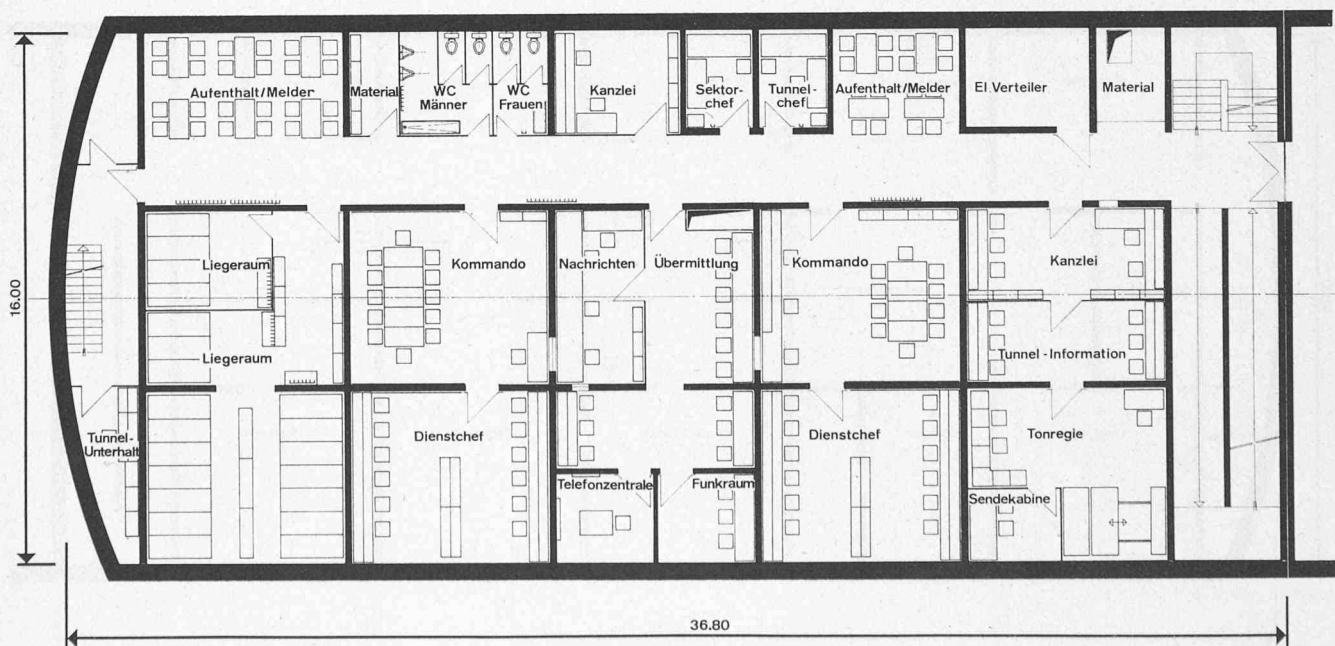 Aufenthalt/Melder
Material
WC
Männer
WC
Frauen
Kanzlei
Sektor-
chef
Tunnel-
chef
Aufenthalt/Melder
El.Verteiler
Material
Liegeraum
Kommando
Nachrichten
Übermittlung
Kommando
Kanzlei
16.00
Liegeraum
Tunnel-Information
Tunnel-
Unterhalt
Dienstchef
Dienstchef
Tonregie
Telefonzentrale
Funkraum
Sendekabine
36.80